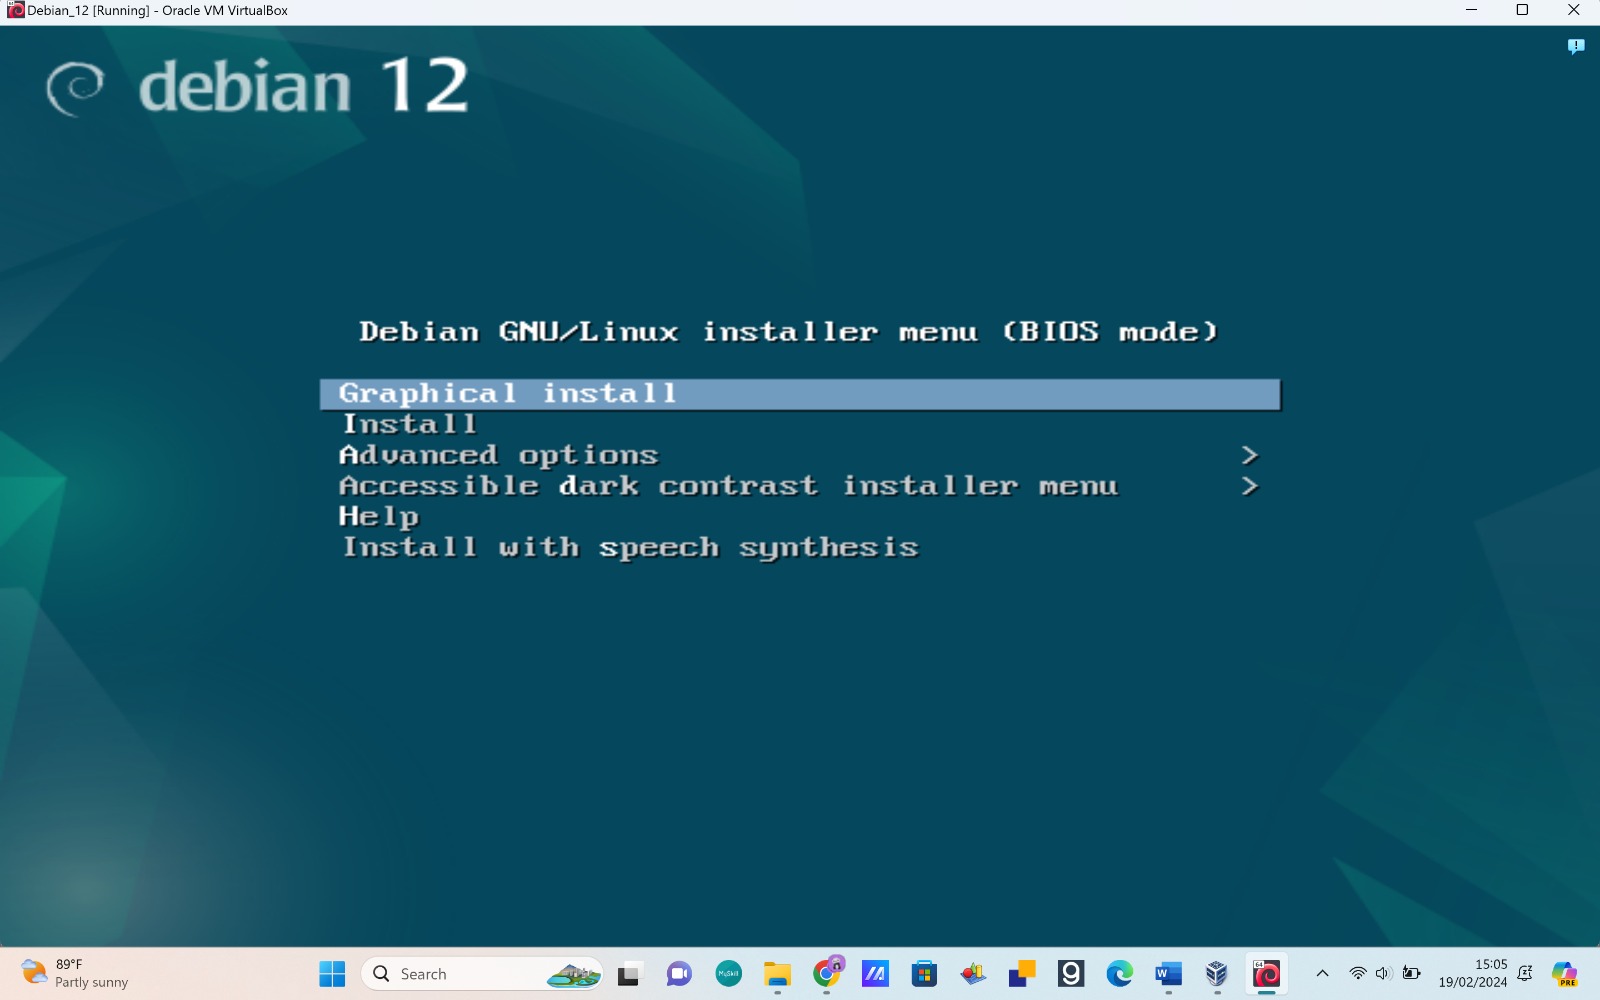 Debian_12 [Running] - Oracle VM VirtualBox
debian 12
Debian GNU/Linux installer menu (BIOS mode)
Graphical install
Install
Advanced options >
Accessible dark contrast installer menu >
Help
Install with speech synthesis
89°F
Partly sunny
Search
MySkill
15:05
19/02/2024
PRE